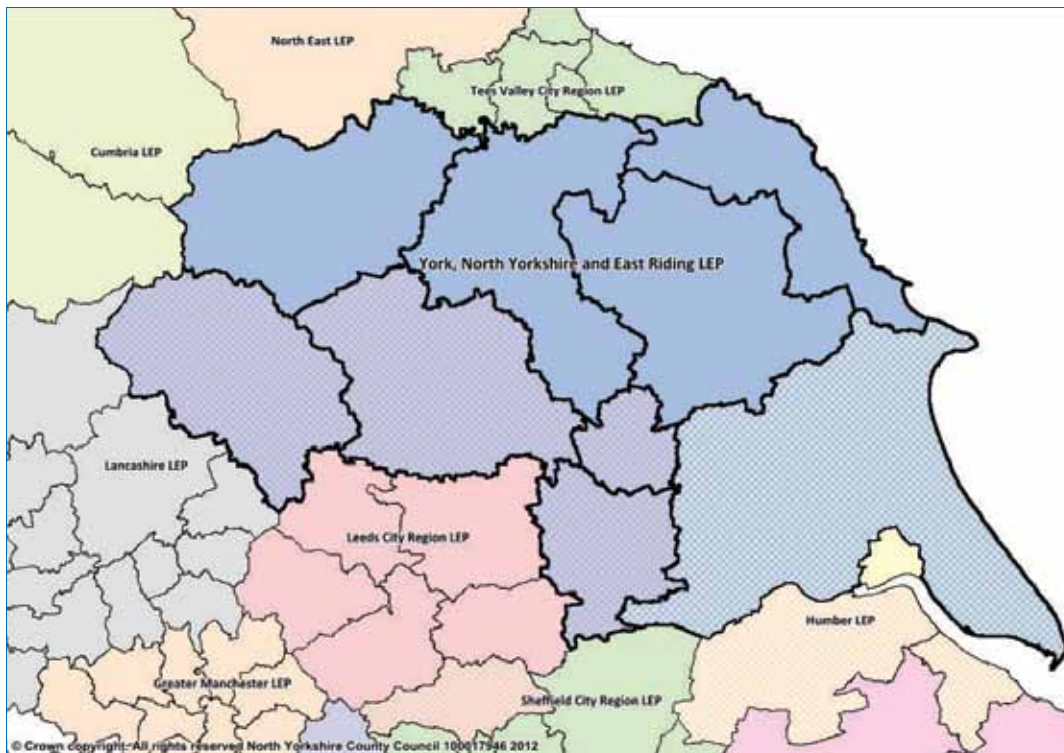 North East LEP
Tees Valley City Region LEP
Cumbria LEP
York, North Yorkshire and East Riding LEP
Lancashire LEP
Leeds City Region LEP
Humber LEP
Greater Manchester LEP
Sheffield City Region LEP
© Crown copyright. All rights reserved North Yorkshire County Council 100017946 2012